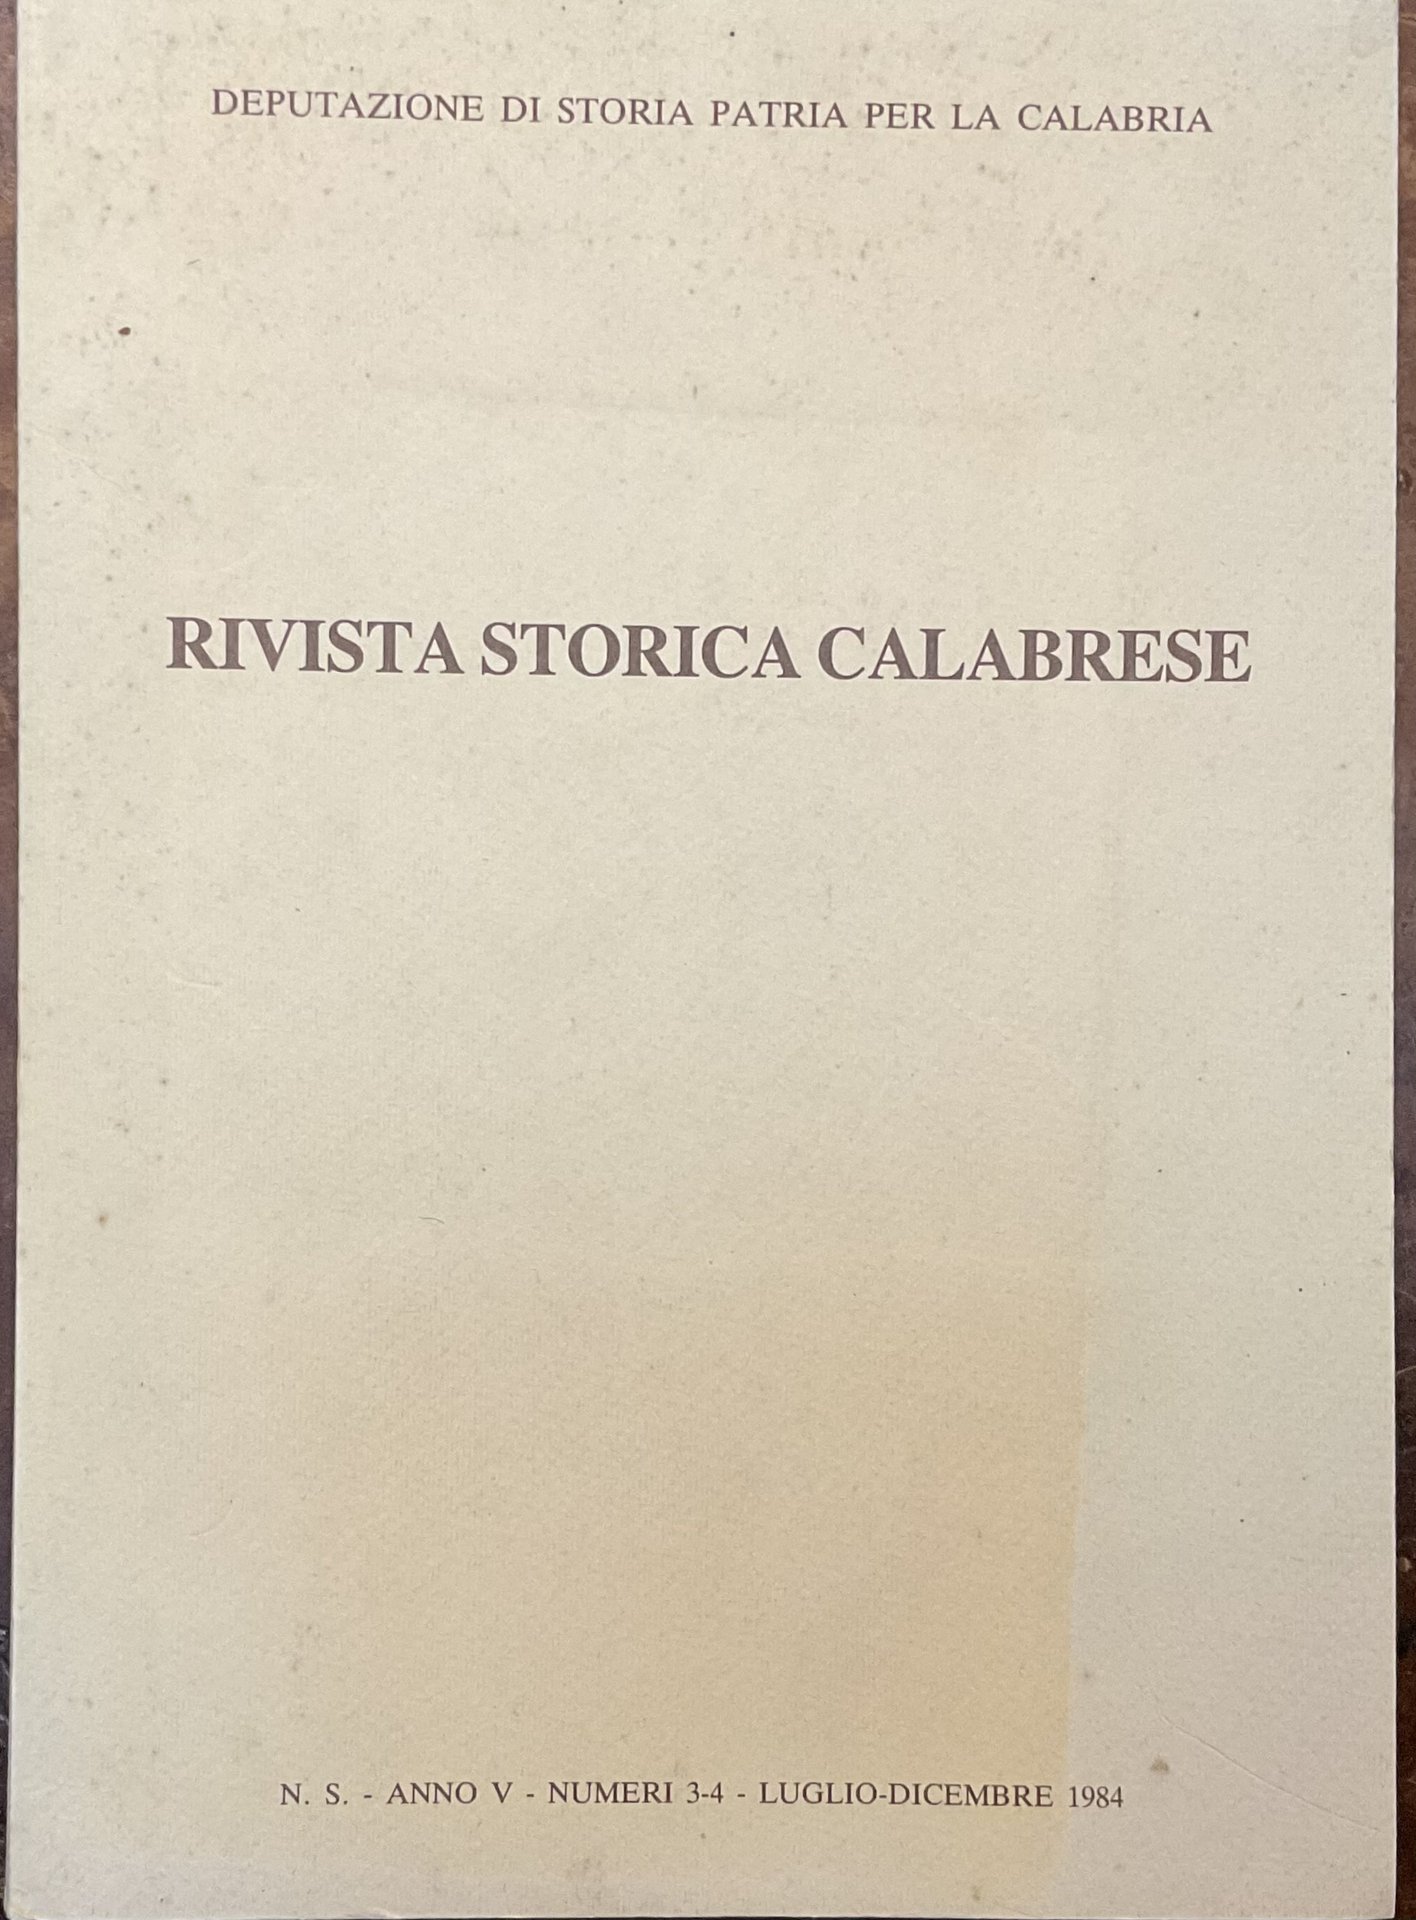 DEPUTAZIONE DI STORIA PATRIA PER LA CALABRIA
RIVISTA STORICA CALABRESE
N. S. - ANNO V - NUMERI 3-4 - LUGLIO-DICEMBRE 1984